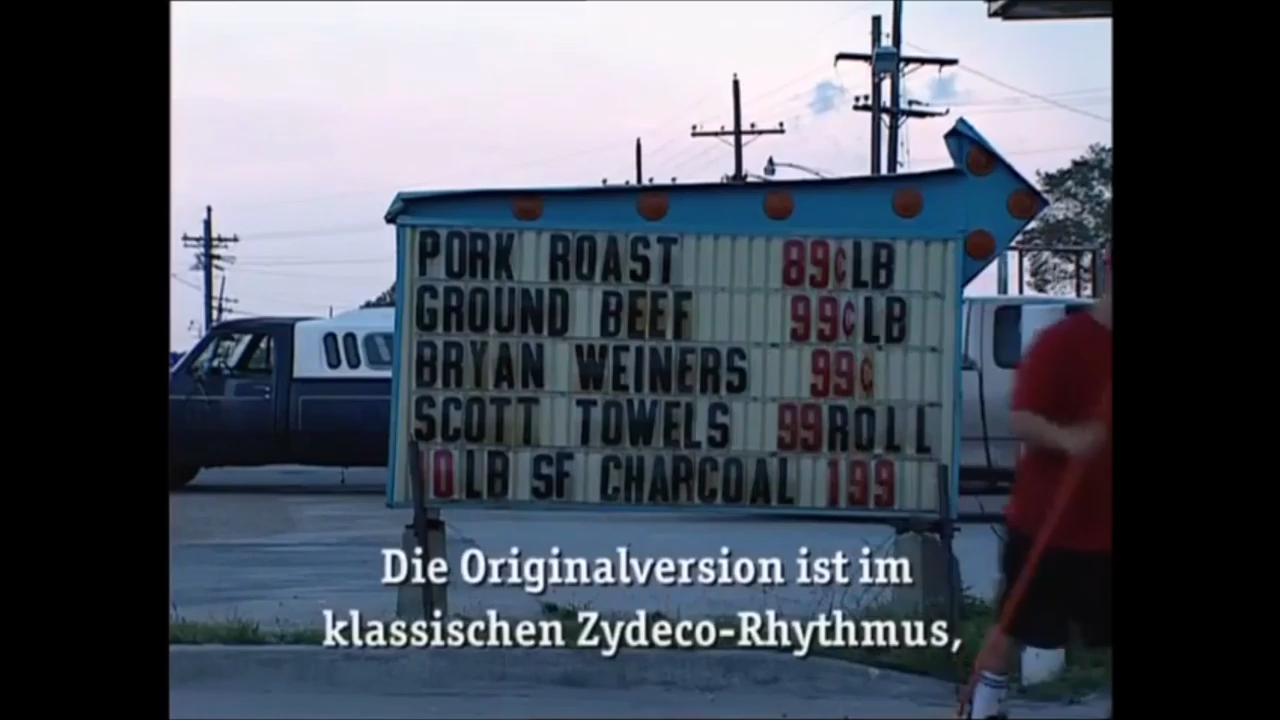 PORK ROAST 89¢LB
GROUND BEEF 99¢LB
BRYAN WEINERS 99¢
SCOTT TOWELS 99ROLL
10LB SF CHARCOAL 199
Die Originalversion ist im
klassischen Zydeco-Rhythmus,